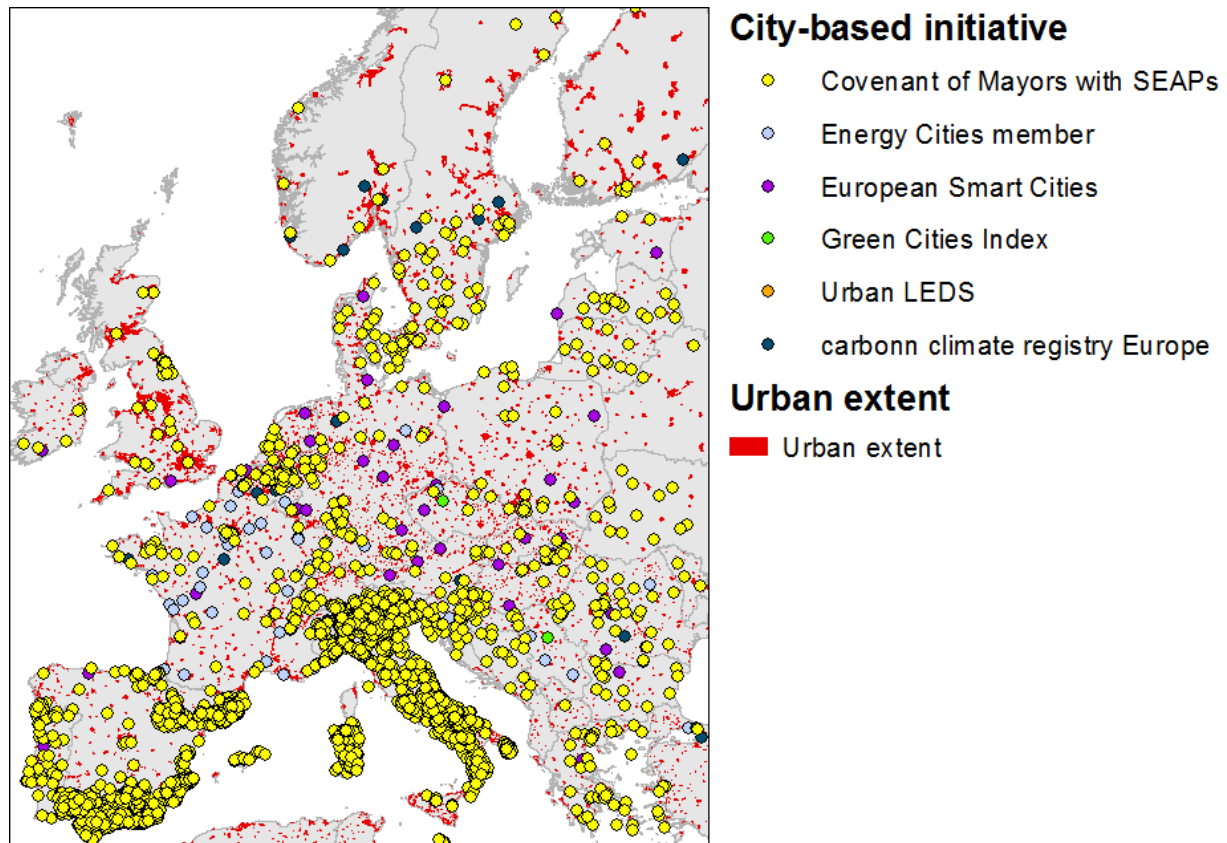 City-based initiative
Covenant of Mayors with SEAPs
Energy Cities member
European Smart Cities
Green Cities Index
Urban LEDS
carbonn climate registry Europe
Urban extent
Urban extent